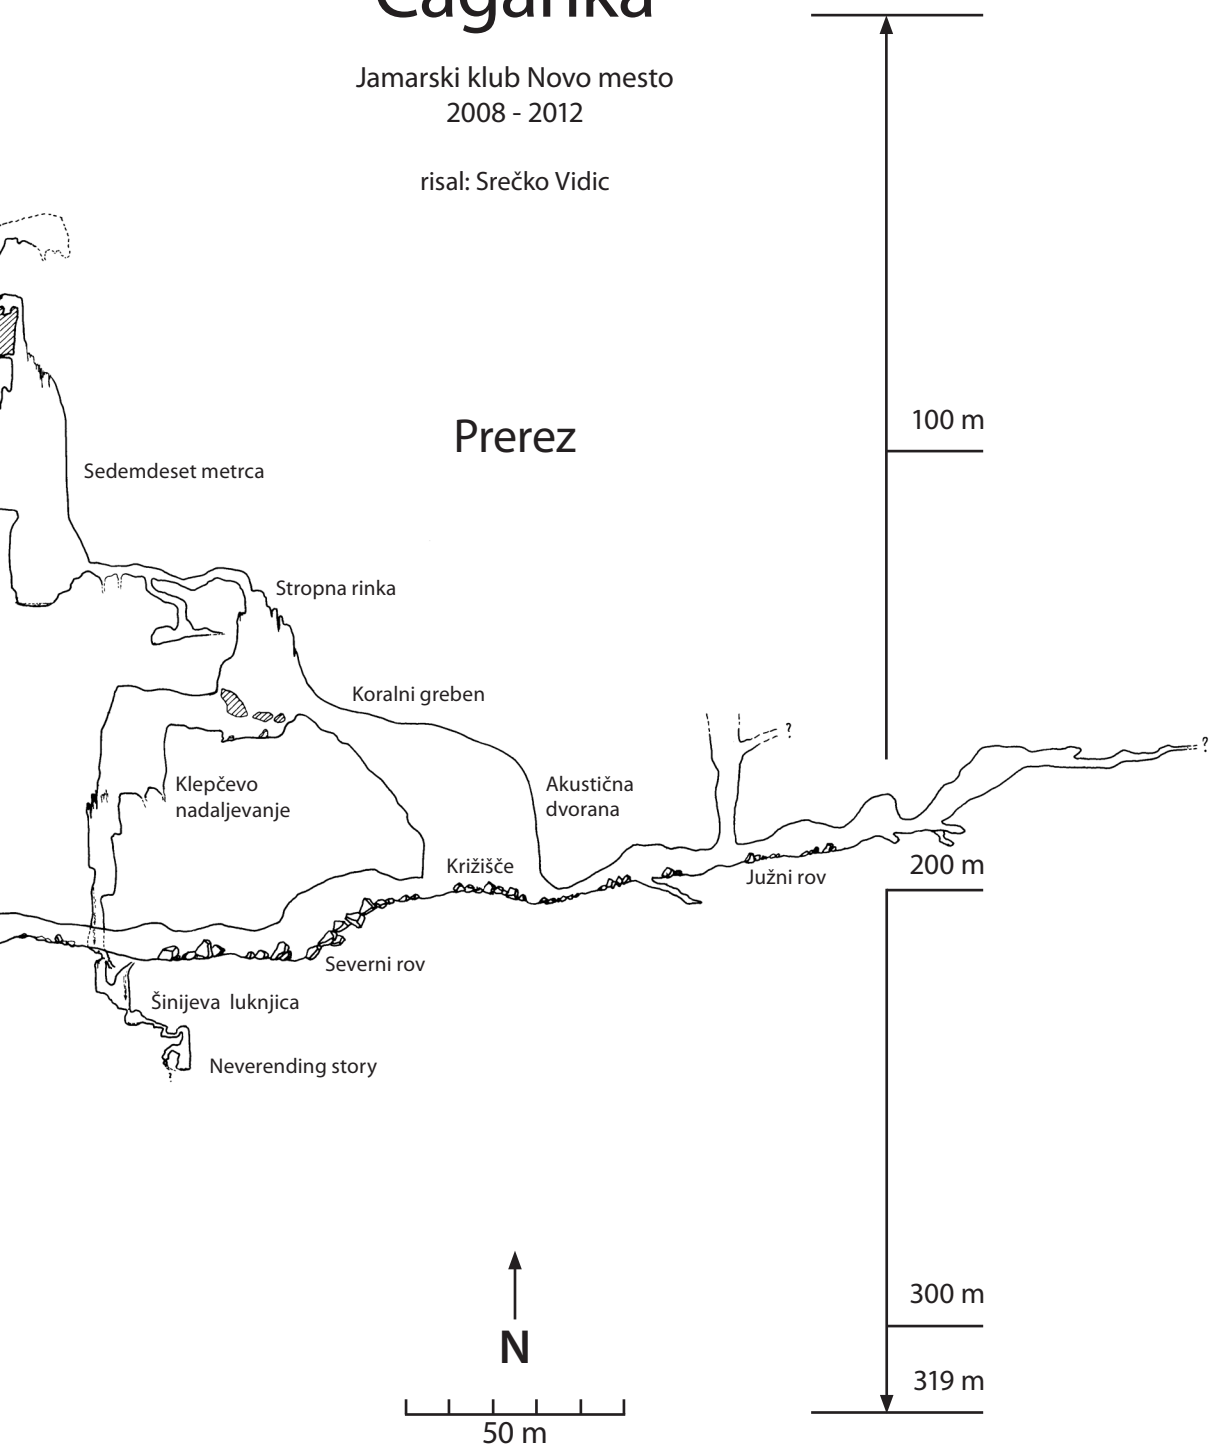 Caganka
Jamarski klub Novo mesto
2008 - 2012
risal: Srečko Vidic
100 m
Prerez
Sedemdeset metrca
Stropna rinka
Koralni greben
?
?
Klepčevo
nadaljevanje
Akustična
dvorana
Križišče
200 m
Južni rov
Severni rov
Šinijeva luknjica
Neverending story
?
300 m
N
319 m
50 m